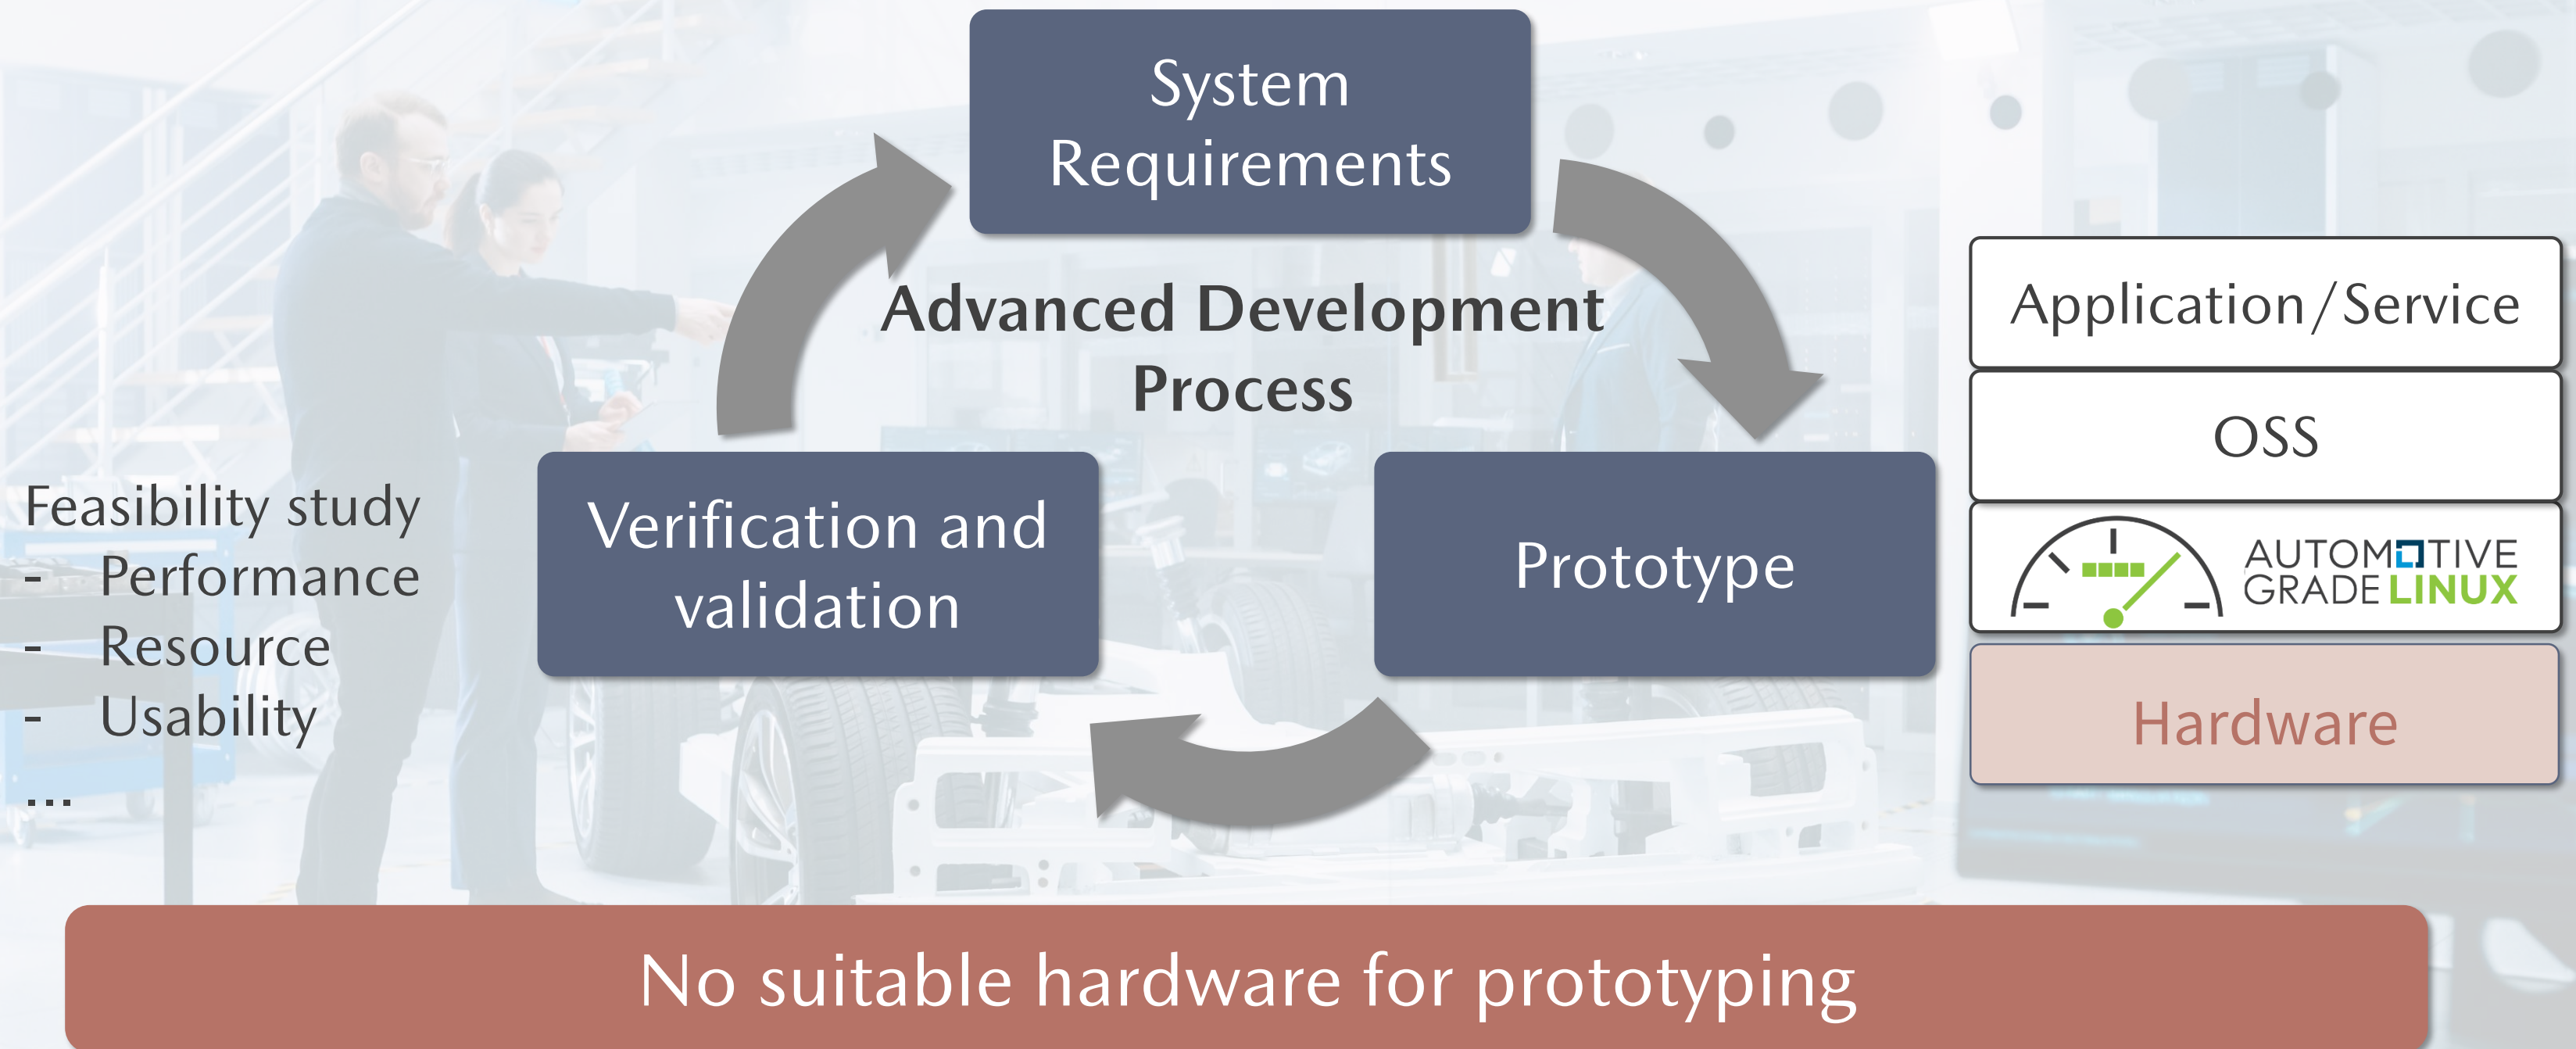 System
Requirements
Advanced Development
Process
Verification and
validation
Prototype
Feasibility study
- Performance
- Resource
- Usability
...
Application/Service
OSS
AUTOMOTIVE
GRADE LINUX
Hardware
No suitable hardware for prototyping